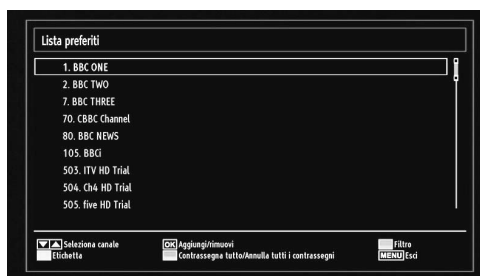 Lista preferiti
1. BBC ONE
2. BBC TWO
7. BBC THREE
70. CBBC Channel
80. BBC NEWS
105. BBCi
503. ITV HD Trial
504. Ch4 HD Trial
505. five HD Trial
Seleziona canale OK Aggiungi/rimuovi Filtro
Etichetta Contrassegna tutto/Annulla tutti i contrassegni MENU Esci